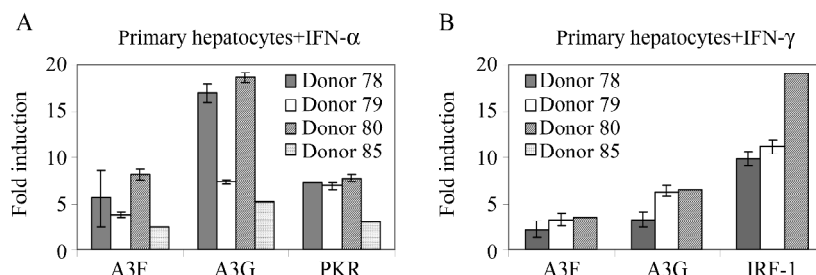 A
Primary hepatocytes+IFN-α
Fold induction
20
15
10
5
0
Donor 78
Donor 79
Donor 80
Donor 85
A3F
A3G
PKR
B
Primary hepatocytes+IFN-γ
Fold induction
20
15
10
5
0
Donor 78
Donor 79
Donor 80
Donor 85
A3F
A3G
IRF-1